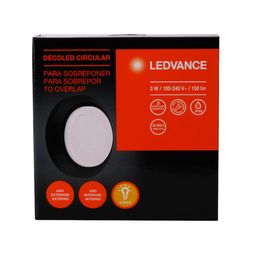 DECOLED CIRCULAR
PARA SOBREPONER
PARA SOBREPOR
TO OVERLAP
LEDVANCE
3 W / 100-240 V~ / 150 lm
USO
EXTERIOR/
EXTERNO
USO
INTERIOR/
INTERNO